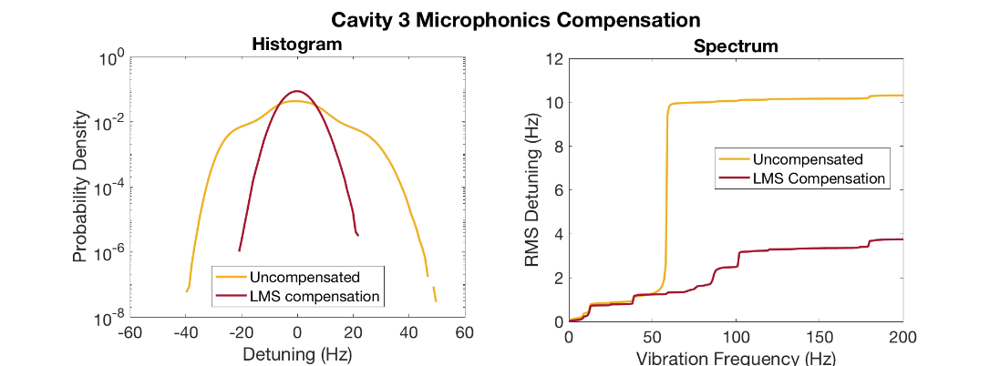 Cavity 3 Microphonics Compensation
Histogram
Probability Density
10^0
10^-2
10^-4
10^-6
10^-8
Uncompensated
LMS compensation
-60 -40 -20 0 20 40 60
Detuning (Hz)
Spectrum
RMS Detuning (Hz)
12
10
8
6
4
2
0
Uncompensated
LMS Compensation
0 50 100 150 200
Vibration Frequency (Hz)